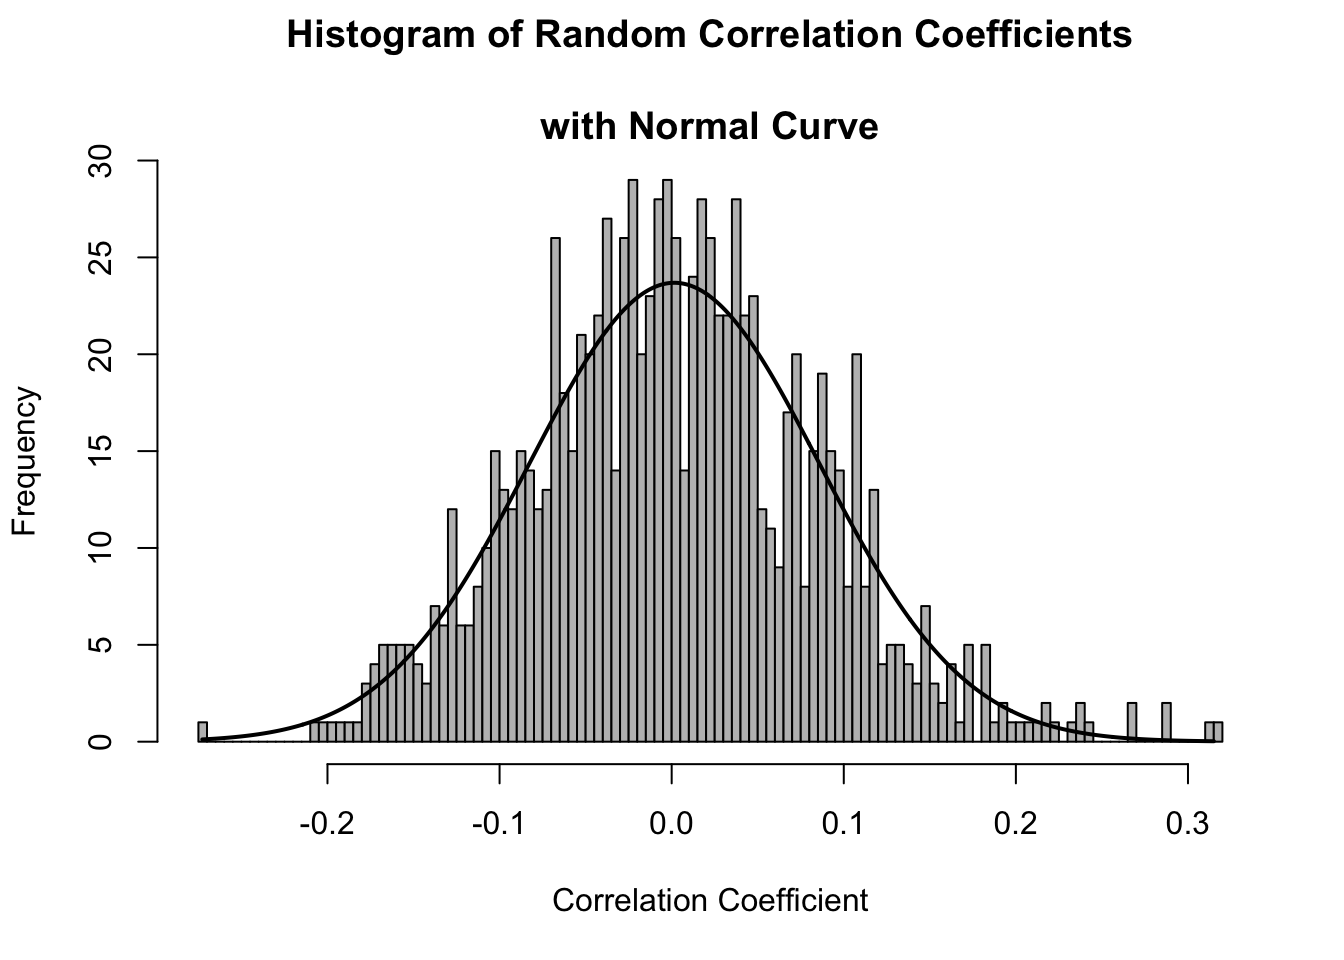 Histogram of Random Correlation Coefficients
with Normal Curve
30
25
20
15
10
5
0
Frequency
-0.2 -0.1 0.0 0.1 0.2 0.3
Correlation Coefficient